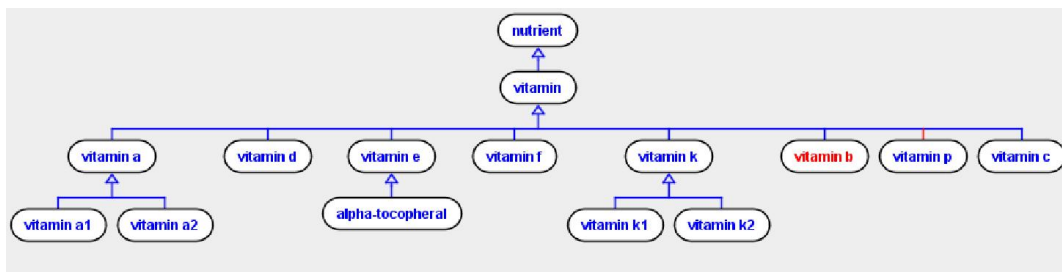 nutrient
vitamin
vitamin a
vitamin d
vitamin e
vitamin f
vitamin k
vitamin b
vitamin p
vitamin c
vitamin a1
vitamin a2
alpha-tocopheral
vitamin k1
vitamin k2